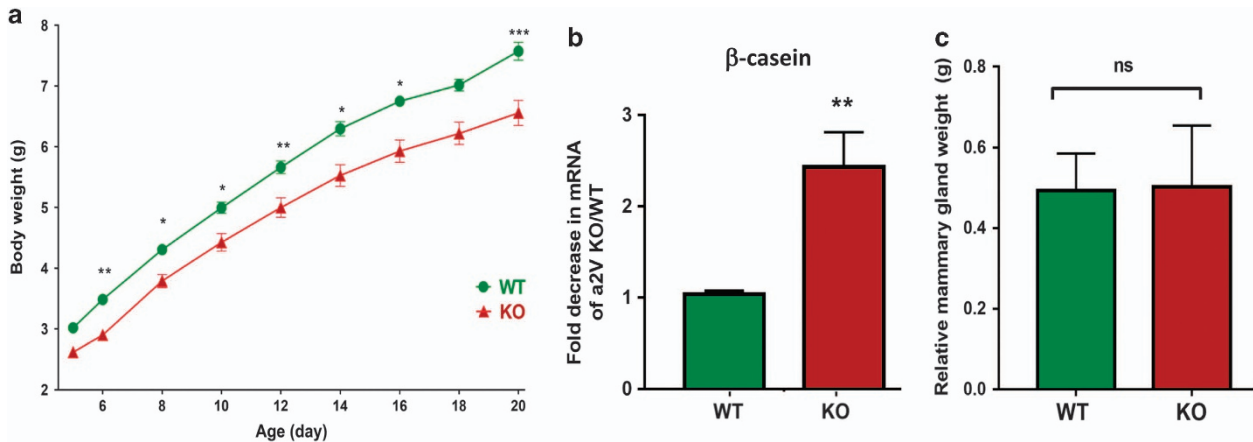 a
Body weight (g)
8
7
6
5
4
3
2
** * * ** * * ***
WT
KO
6 8 10 12 14 16 18 20
Age (day)
b
β-casein
Fold decrease in mRNA
of a2V KO/WT
3
2
1
0
**
WT KO
c
Relative mammary gland weight (g)
0.8
0.6
0.4
0.2
0.0
ns
WT KO